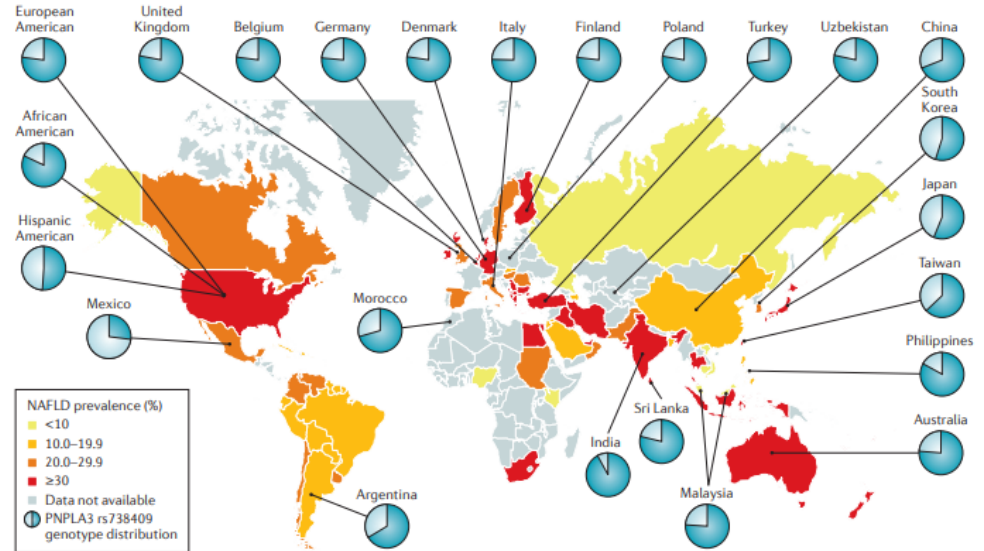 European
American
United
Kingdom
Belgium
Germany
Denmark
Italy
Finland
Poland
Turkey
Uzbekistan
China
South
Korea
African
American
Japan
Hispanic
American
Taiwan
Mexico
Morocco
Philippines
NAFLD prevalence (%)
<10
10.0–19.9
20.0–29.9
≥30
Data not available
PNPLA3 rs738409
genotype distribution
Sri Lanka
Australia
India
Argentina
Malaysia